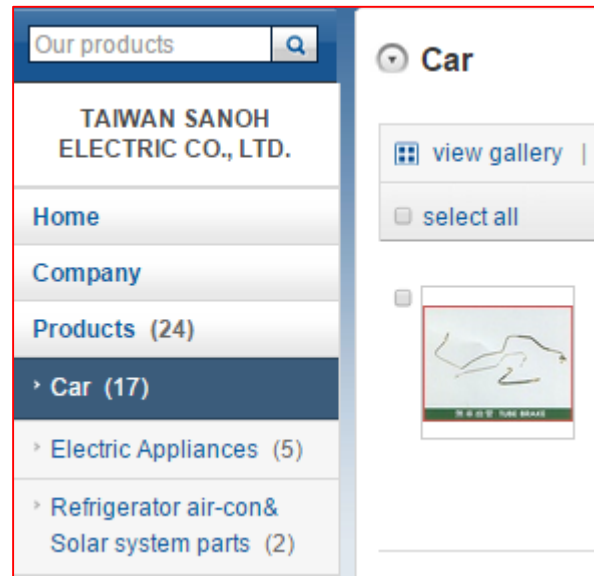 Our products
TAIWAN SANOH
ELECTRIC CO., LTD.
Home
Company
Products (24)
Car (17)
Electric Appliances (5)
Refrigerator air-con&
Solar system parts (2)
Car
view gallery |
select all
TUBE BRAKE